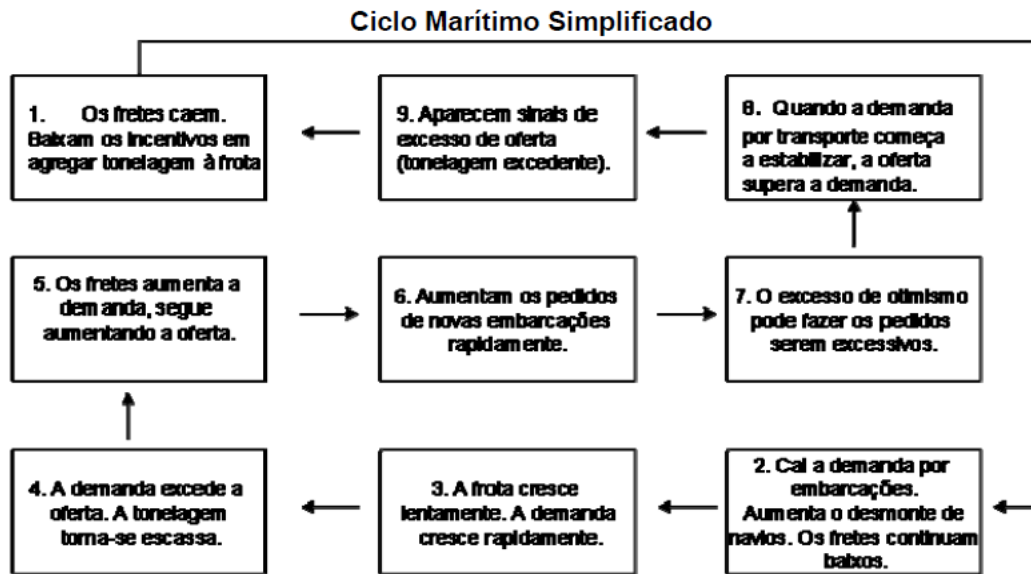 Ciclo Marítimo Simplificado
1. Os fretes caem.
Baixam os incentivos em
agregar tonelagem à frota
9. Aparecem sinais de
excesso de oferta
(tonelagem excedente).
8. Quando a demanda
por transporte começa
a estabilizar, a oferta
supera a demanda.
5. Os fretes aumenta a
demanda, segue
aumentando a oferta.
6. Aumentam os pedidos
de novas embarcações
rapidamente.
7. O excesso de otimismo
pode fazer os pedidos
serem excessivos.
4. A demanda excede a
oferta. A tonelagem
torna-se escassa.
3. A frota cresce
lentamente. A demanda
cresce rapidamente.
2. Cai a demanda por
embarcações.
Aumenta o desmonte de
navios. Os fretes continuam
baixos.